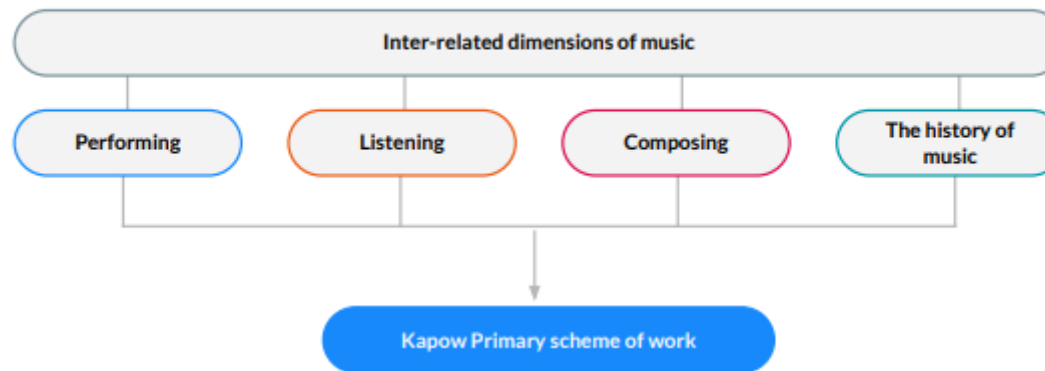 Inter-related dimensions of music
Performing
Listening
Composing
The history of
music
Kapow Primary scheme of work